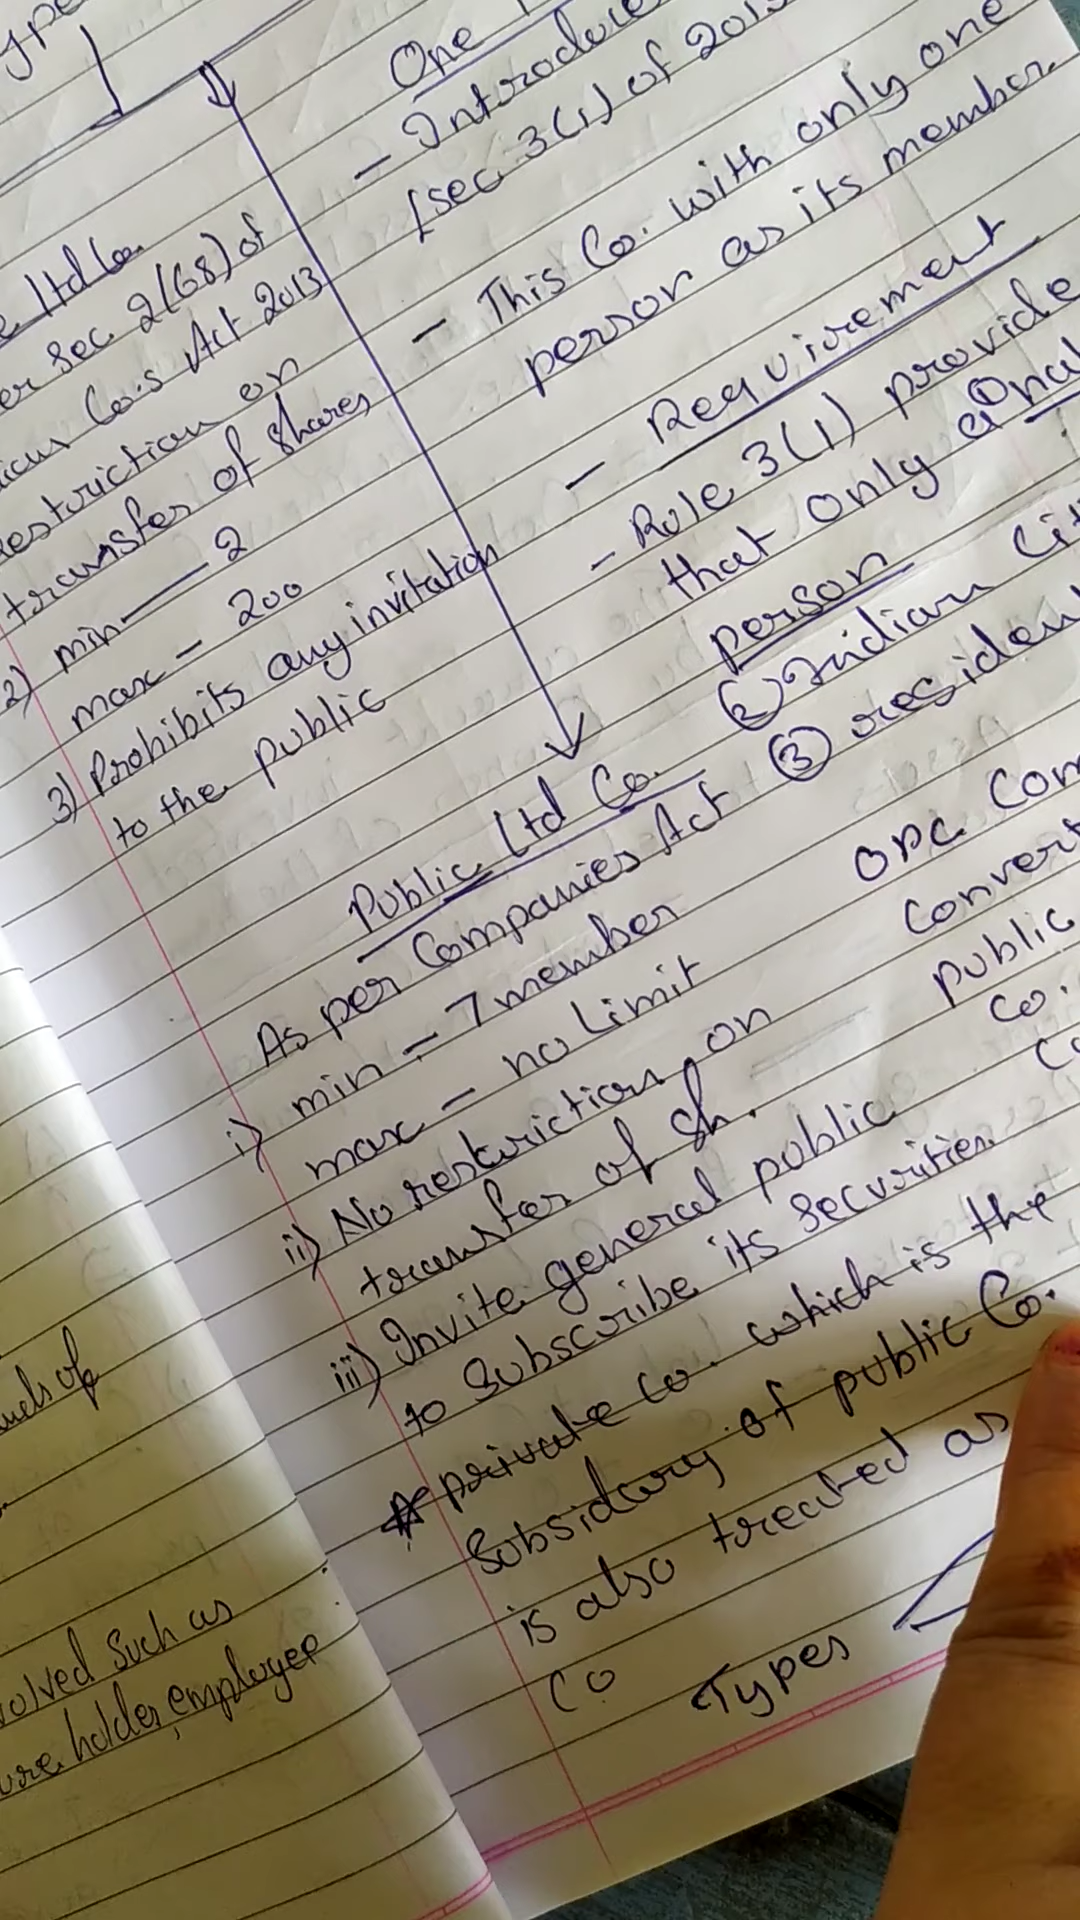 One
- Introduce
[sec 3(1) of 2013
- This Co. with only one
person as its member.
- Requirement
- Rule 3(1) provide
that only a
person
② Indian
③ resident
OPC
convert
public
Co.
Ltd Co.
sec. 2(68) of
Co.s Act 2013
restriction on
transfer of shares
2) min — 2
max - 200
3) Prohibits any invitation
to the public
Public Ltd Co.
As per Companies Act
i) min - 7 member
max - no Limit
ii) No restriction on
transfer of Sh.
iii) Invite general public
to Subscribe its Securities.
* private Co. which is the
Subsidary of public Co.
is also treated as
Co
Types
such as
holder, employee